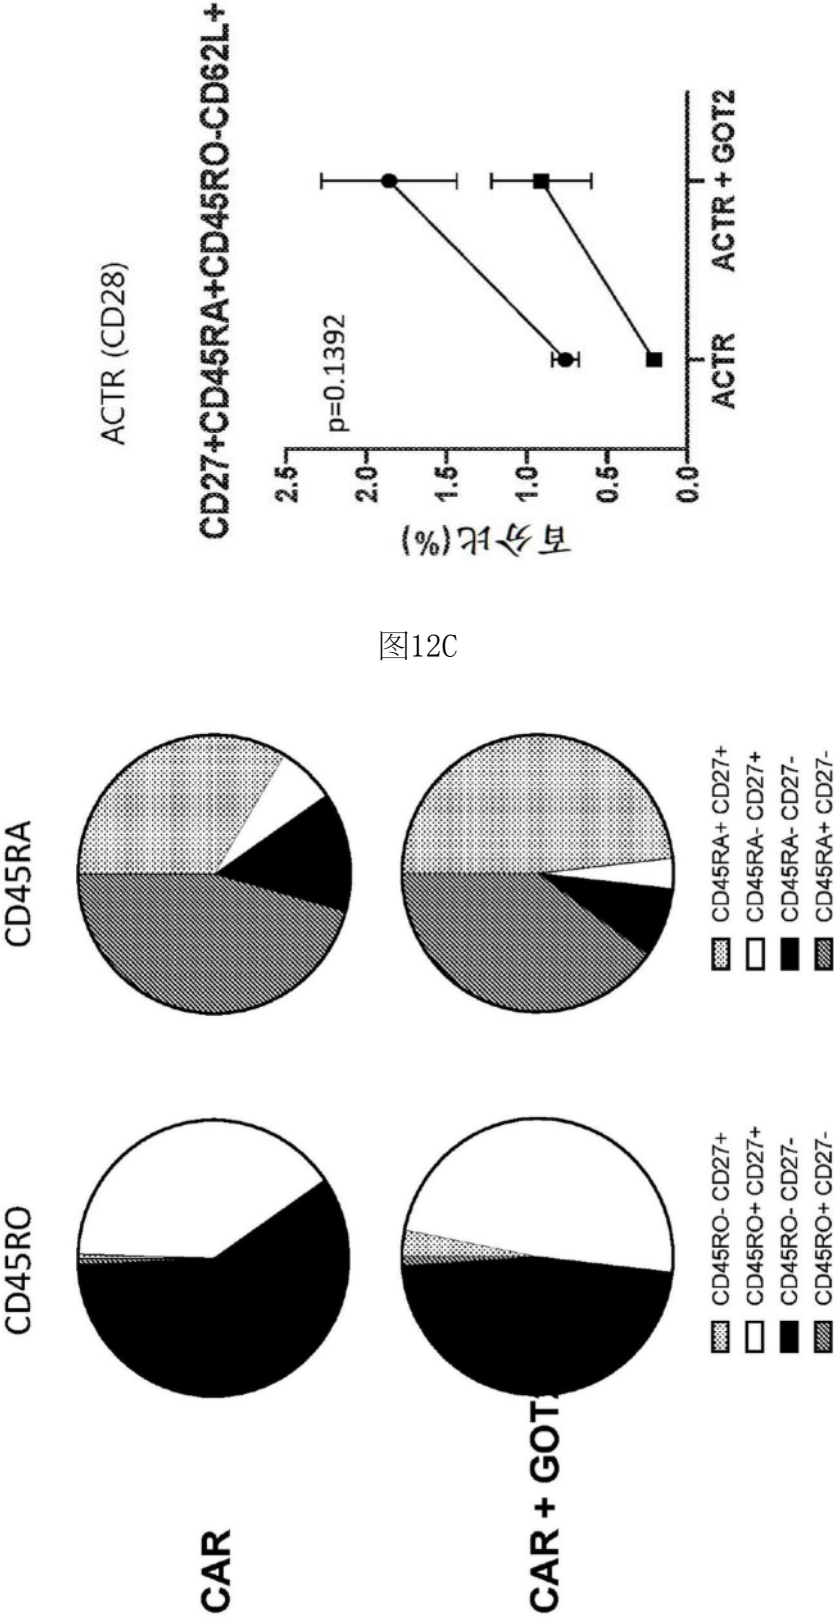 ACTR (CD28)
CD27+CD45RA+CD45RO-CD62L+
p=0.1392
百分比(%)
2.5
2.0
1.5
1.0
0.5
0.0
ACTR
ACTR + GOT2
图12C
CD45RO
CD45RA
CAR
CAR + GOT2
CD45RO- CD27+
CD45RO+ CD27+
CD45RO- CD27-
CD45RO+ CD27-
CD45RA+ CD27+
CD45RA- CD27+
CD45RA- CD27-
CD45RA+ CD27-